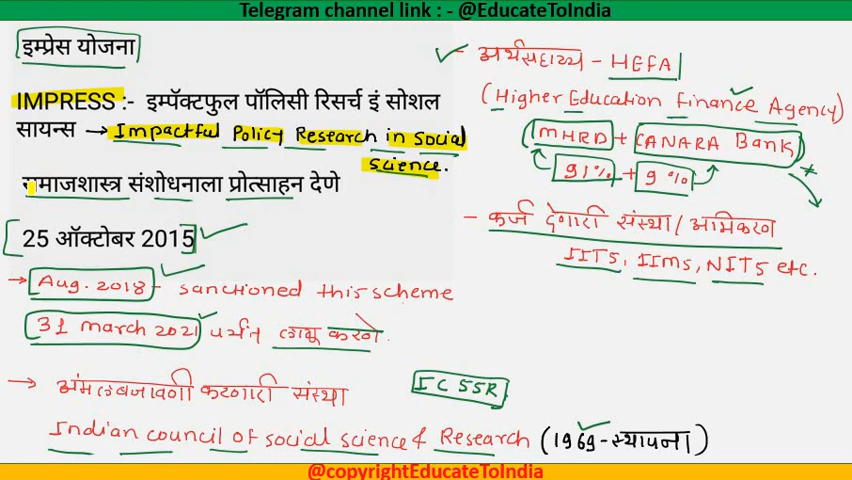 Telegram channel link : - @EducateToIndia
इम्प्रेस योजना
IMPRESS :- इम्पॅक्टफुल पॉलिसी रिसर्च इं सोशल
सायन्स → Impactful Policy Research in Social
science.
समाजशास्त्र संशोधनाला प्रोत्साहन देणे
25 ऑक्टोबर 2015
→ Aug. 2018 - sanctioned this scheme
31 march 2021 पर्यंत लागू करणे.
→ अंमलबजावणी करणारी संस्था
ICSSR
Indian council of social science & Research (1969-स्थापना)
- अर्थसहाय्य - HEFA
(Higher Education Finance Agency)
(MHRD + CANARA Bank)
91% + 9%
- कर्ज देणारी संस्था/अभिकरण
IITS, IIMS, NITS etc.
@copyrightEducateToIndia